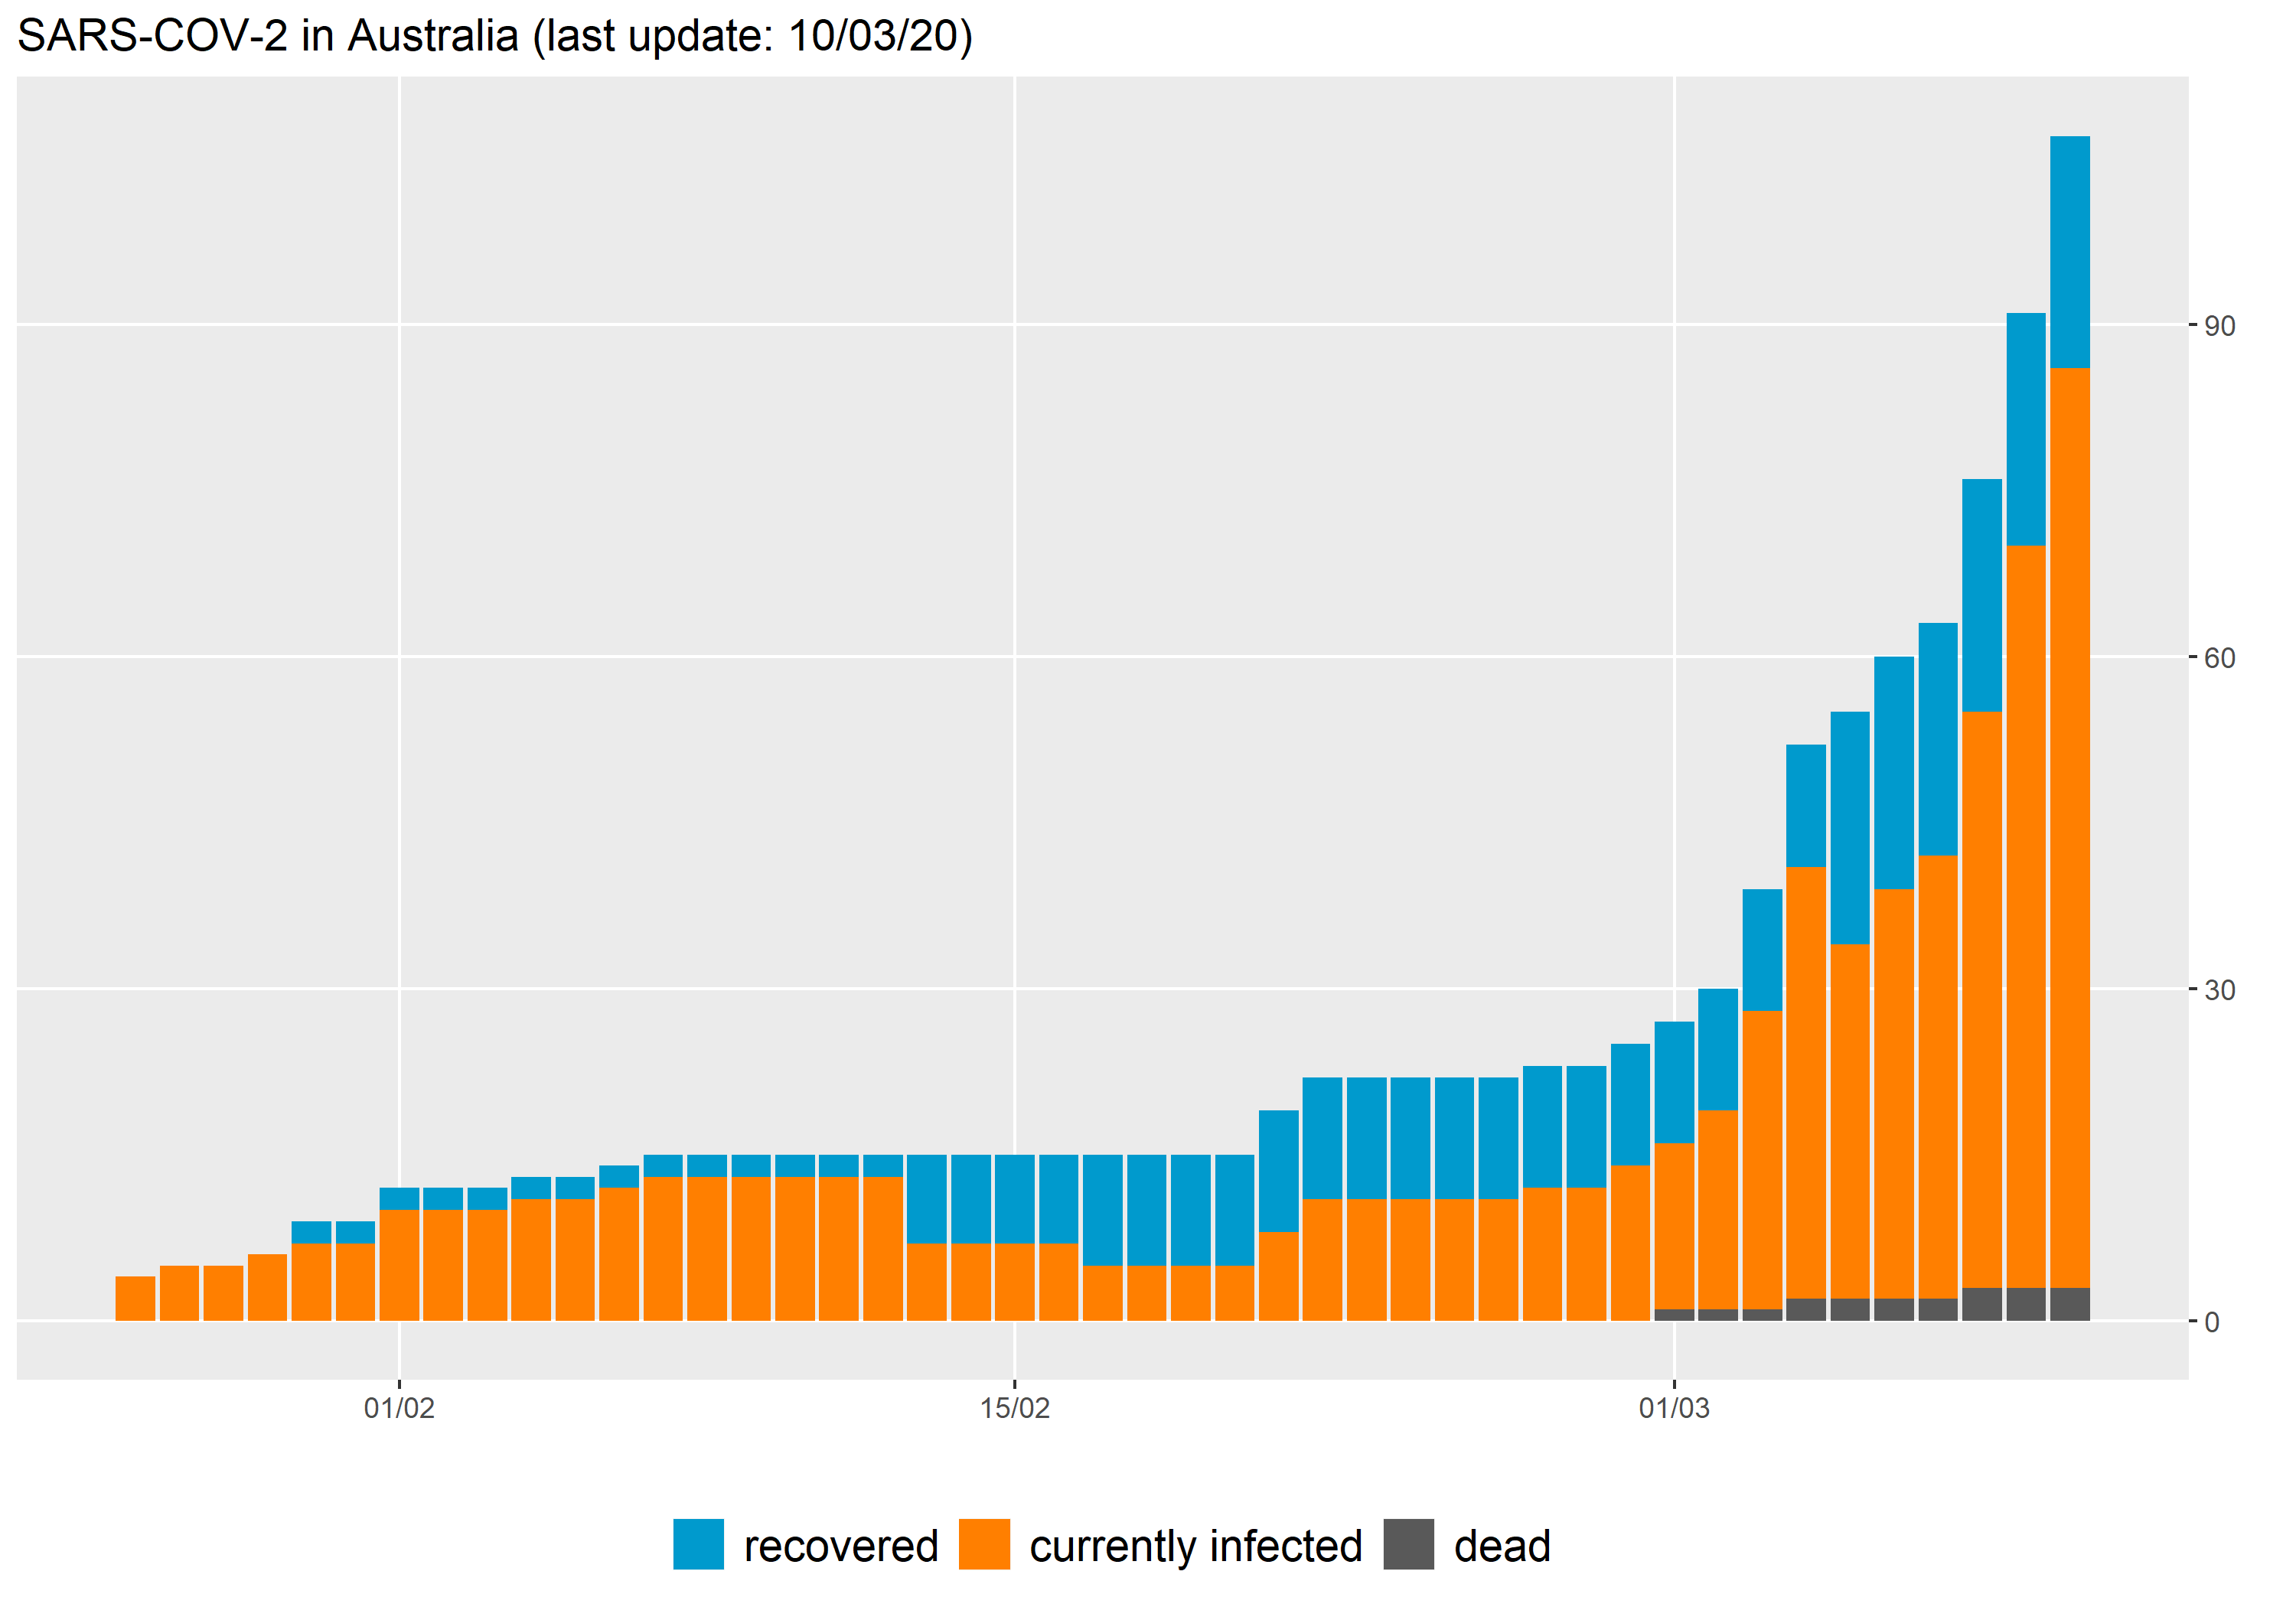 SARS-COV-2 in Australia (last update: 10/03/20)
90
60
30
0
01/02 15/02 01/03
recovered currently infected dead